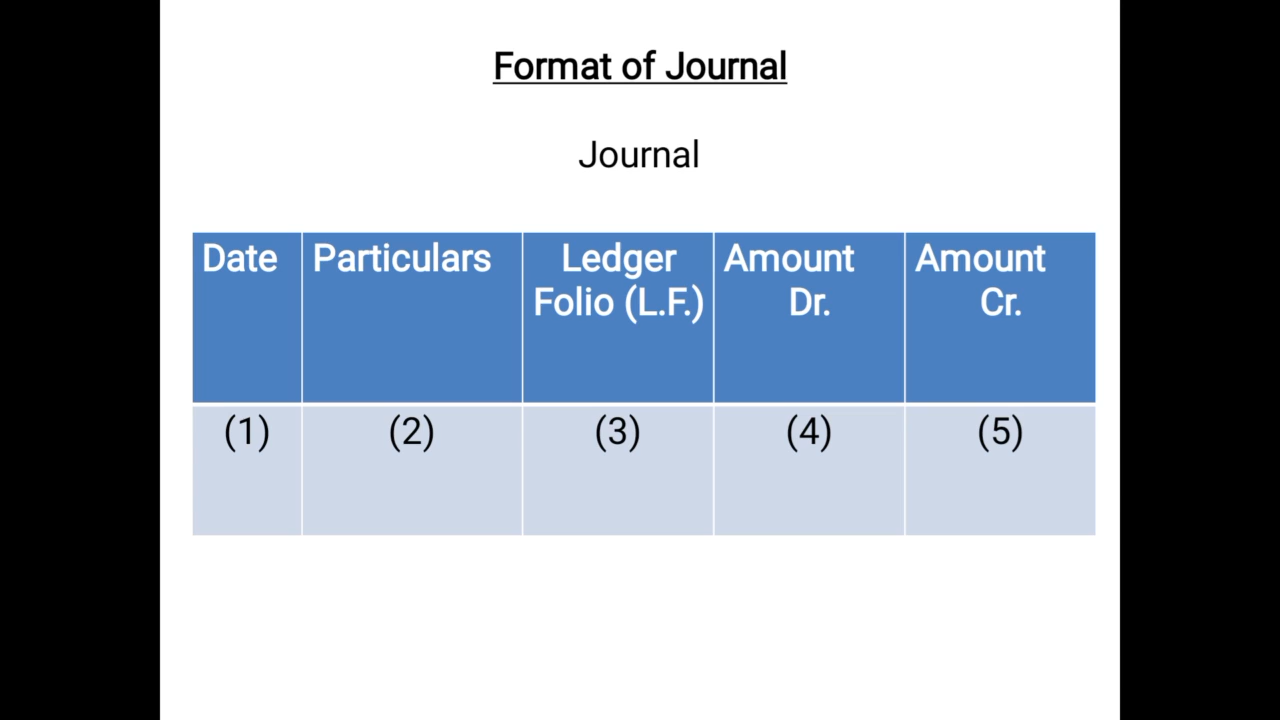 Format of Journal
Journal
Date Particulars Ledger Amount Amount
Folio (L.F.) Dr. Cr.
(1) (2) (3) (4) (5)